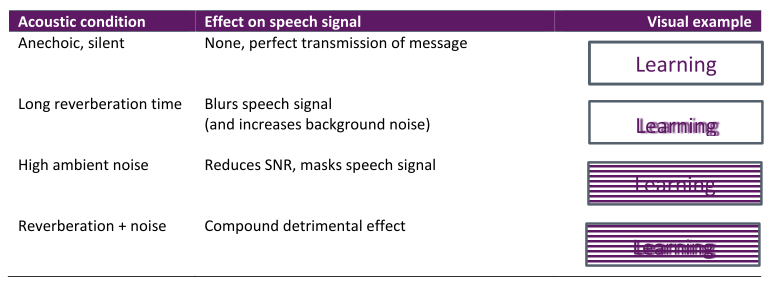 Acoustic condition Effect on speech signal Visual example
Anechoic, silent None, perfect transmission of message
Learning
Long reverberation time Blurs speech signal
(and increases background noise)
Learning
High ambient noise Reduces SNR, masks speech signal
Learning
Reverberation + noise Compound detrimental effect
Learning